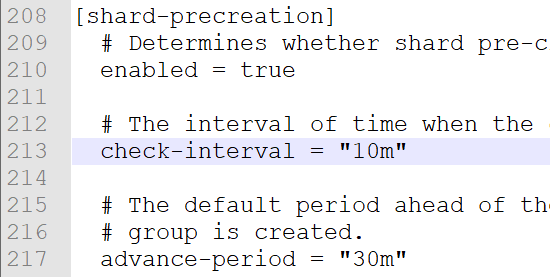 208 [shard-precreation]
209 # Determines whether shard pre-c
210 enabled = true
211
212 # The interval of time when the
213 check-interval = "10m"
214
215 # The default period ahead of the
216 # group is created.
217 advance-period = "30m"